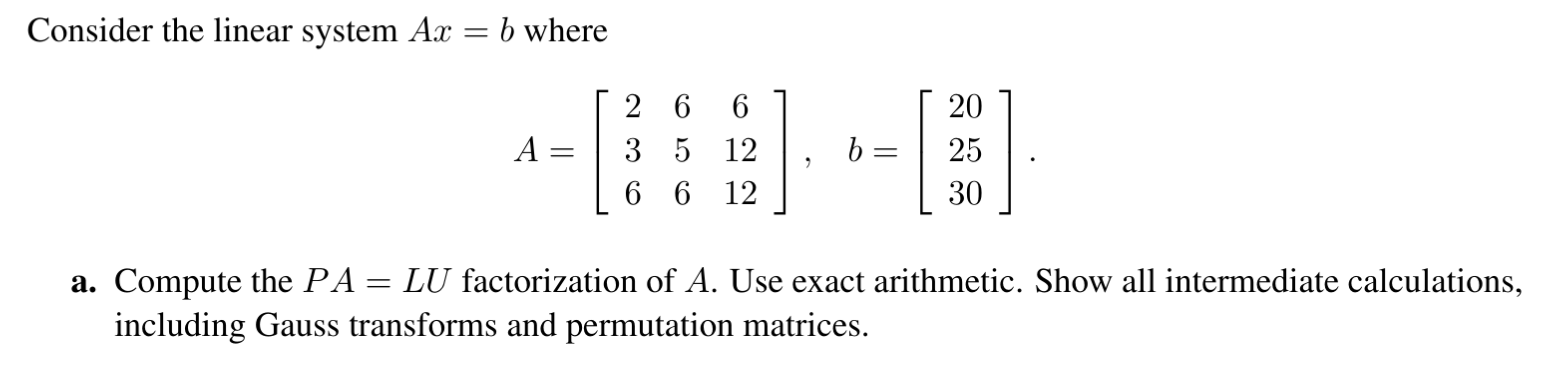 Consider the linear system Ax = b where
A = [ 2 6 6
3 5 12
6 6 12 ] , b = [ 20
25
30 ] .
a. Compute the PA = LU factorization of A. Use exact arithmetic. Show all intermediate calculations,
including Gauss transforms and permutation matrices.